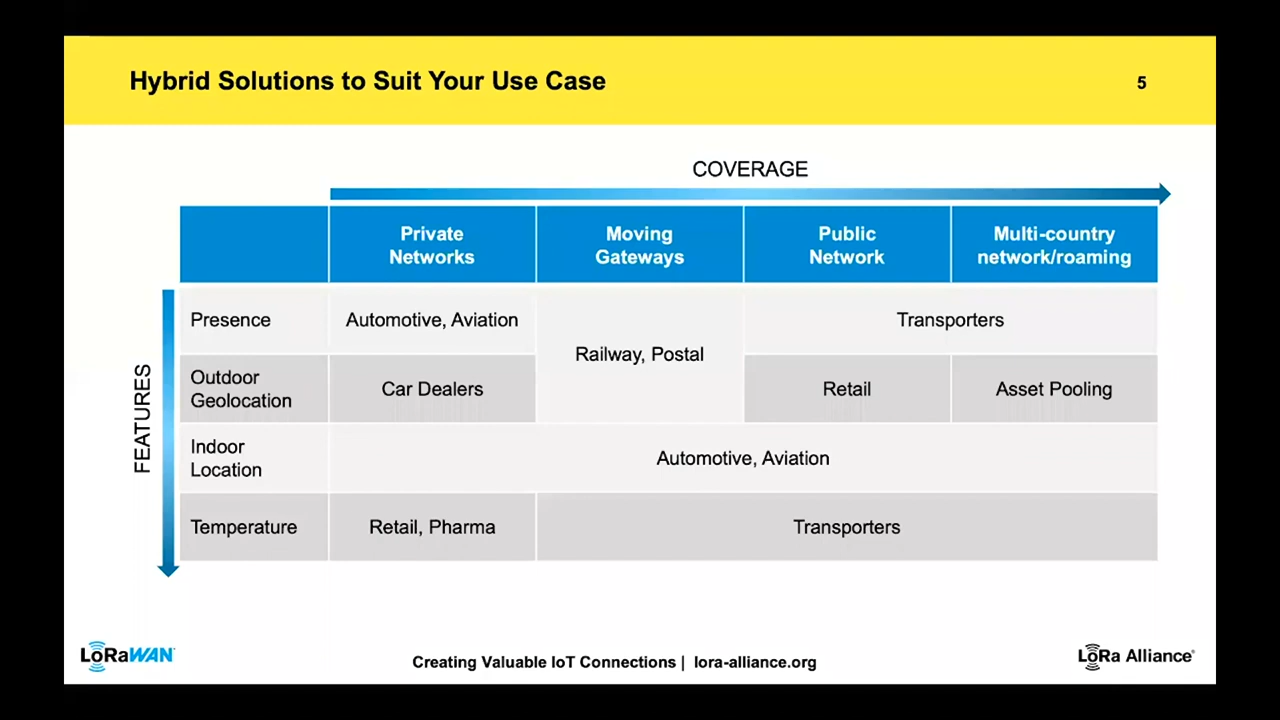 Hybrid Solutions to Suit Your Use Case
5
COVERAGE
Private
Networks
Moving
Gateways
Public
Network
Multi-country
network/roaming
FEATURES
Presence
Automotive, Aviation
Railway, Postal
Transporters
Outdoor
Geolocation
Car Dealers
Retail
Asset Pooling
Indoor
Location
Automotive, Aviation
Temperature
Retail, Pharma
Transporters
LoRaWAN
Creating Valuable IoT Connections | lora-alliance.org
LoRa Alliance®